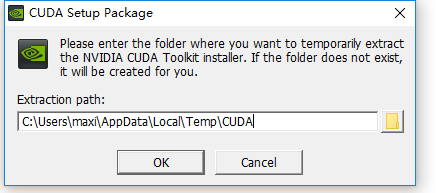 CUDA Setup Package
Please enter the folder where you want to temporarily extract
the NVIDIA CUDA Toolkit installer. If the folder does not exist,
it will be created for you.
Extraction path:
C:\Users\maxi\AppData\Local\Temp\CUDA
OK
Cancel